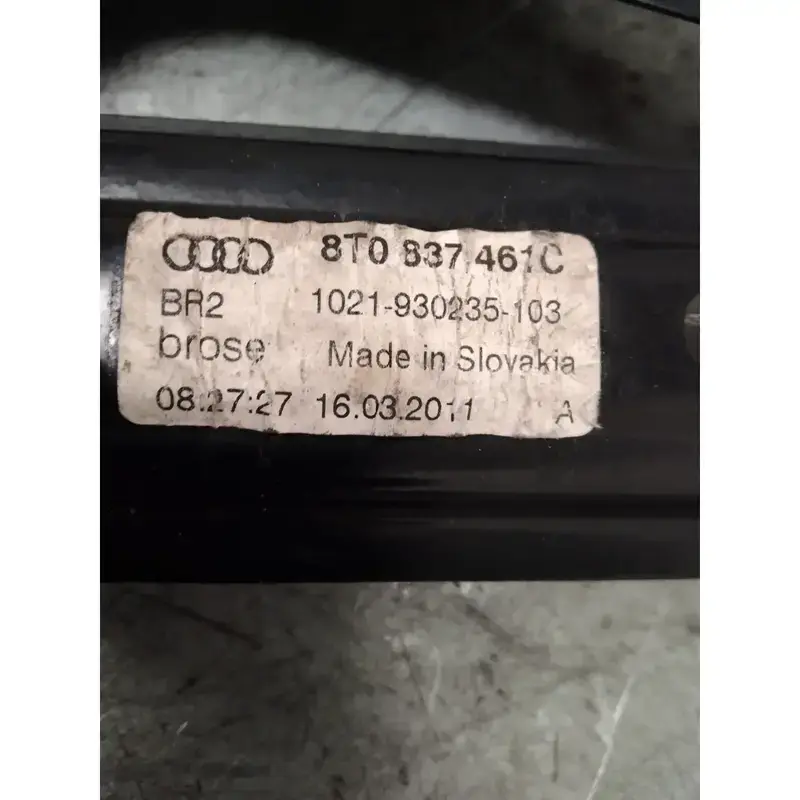 8T0 837 461C
BR2 1021-930235-103
brose Made in Slovakia
08:27:27 16.03.2011 A